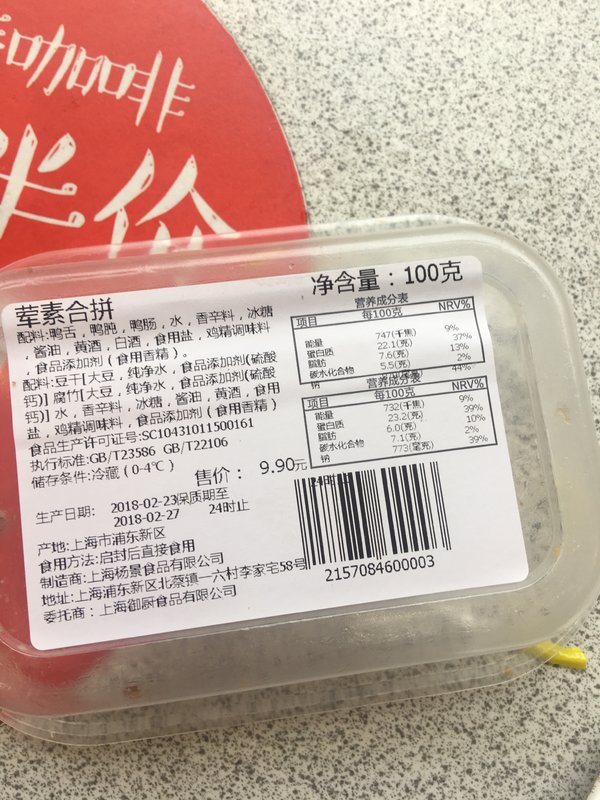 咖啡
半价
荤素合拼
净含量：100克
配料:鸭舌，鸭肫，鸭肠，水，香辛料，冰糖
，酱油，黄酒，白酒，食用盐，鸡精调味料
，食品添加剂（食用香精）。
配料:豆干[大豆，纯净水，食品添加剂(硫酸
钙)] 腐竹[大豆，纯净水，食品添加剂(硫酸
钙)] 水，香辛料，冰糖，酱油，黄酒，食用
盐，鸡精调味料，食品添加剂（食用香精）
食品生产许可证号:SC10431011500161
执行标准:GB/T23586 GB/T22106
储存条件:冷藏（0-4℃）
售价： 9.90元
营养成分表
项目 每100克 NRV%
能量 747(千焦) 9%
蛋白质 22.1(克) 37%
脂肪 7.6(克) 13%
碳水化合物 5.5(克) 2%
钠 44%
营养成分表
项目 每100克 NRV%
能量 732(千焦) 9%
蛋白质 23.2(克) 39%
脂肪 6.0(克) 10%
碳水化合物 7.1(克) 2%
钠 773(毫克) 39%
生产日期: 2018-02-23保质期至
2018-02-27 24时止
产地:上海市浦东新区
食用方法:启封后直接食用
制造商:上海杨景食品有限公司
地址:上海浦东新区北蔡镇一六村李家宅58号
委托商：上海御厨食品有限公司
2157084600003